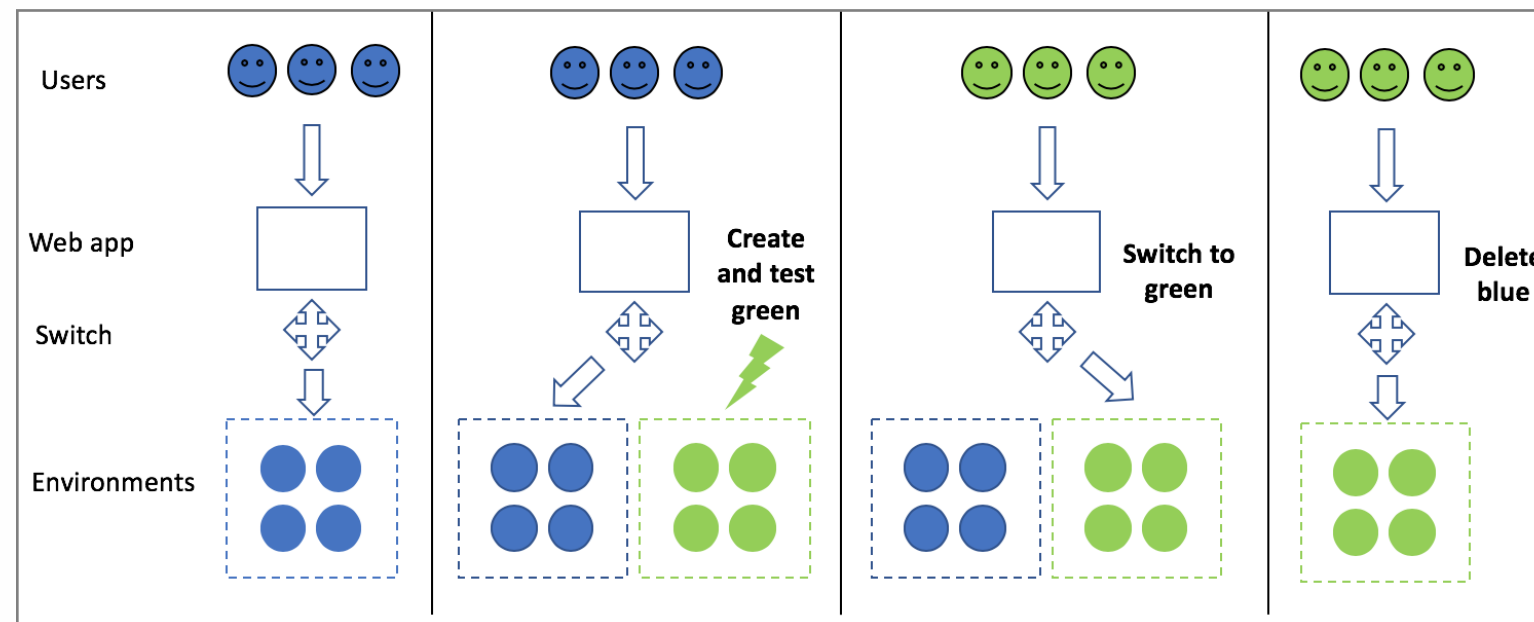 Users
Web app
Switch
Environments
Create
and test
green
Switch to
green
Delete
blue